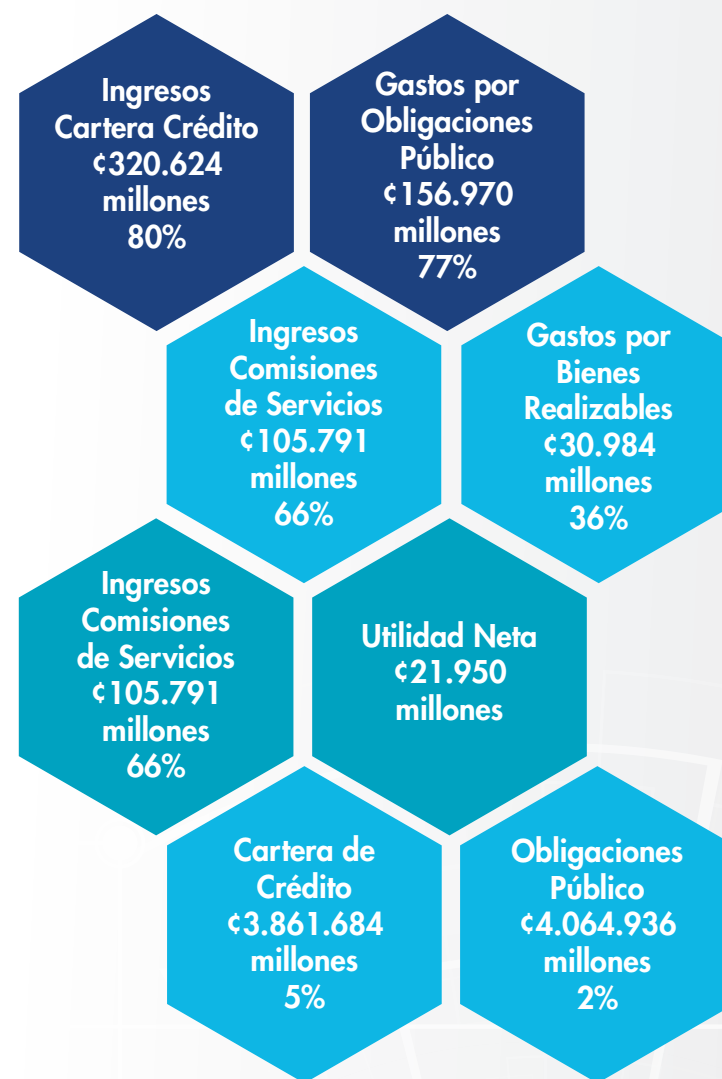 Ingresos
Cartera Crédito
¢320.624
millones
80%
Gastos por
Obligaciones
Público
¢156.970
millones
77%
Ingresos
Comisiones
de Servicios
¢105.791
millones
66%
Gastos por
Bienes
Realizables
¢30.984
millones
36%
Ingresos
Comisiones
de Servicios
¢105.791
millones
66%
Utilidad Neta
¢21.950
millones
Cartera de
Crédito
¢3.861.684
millones
5%
Obligaciones
Público
¢4.064.936
millones
2%